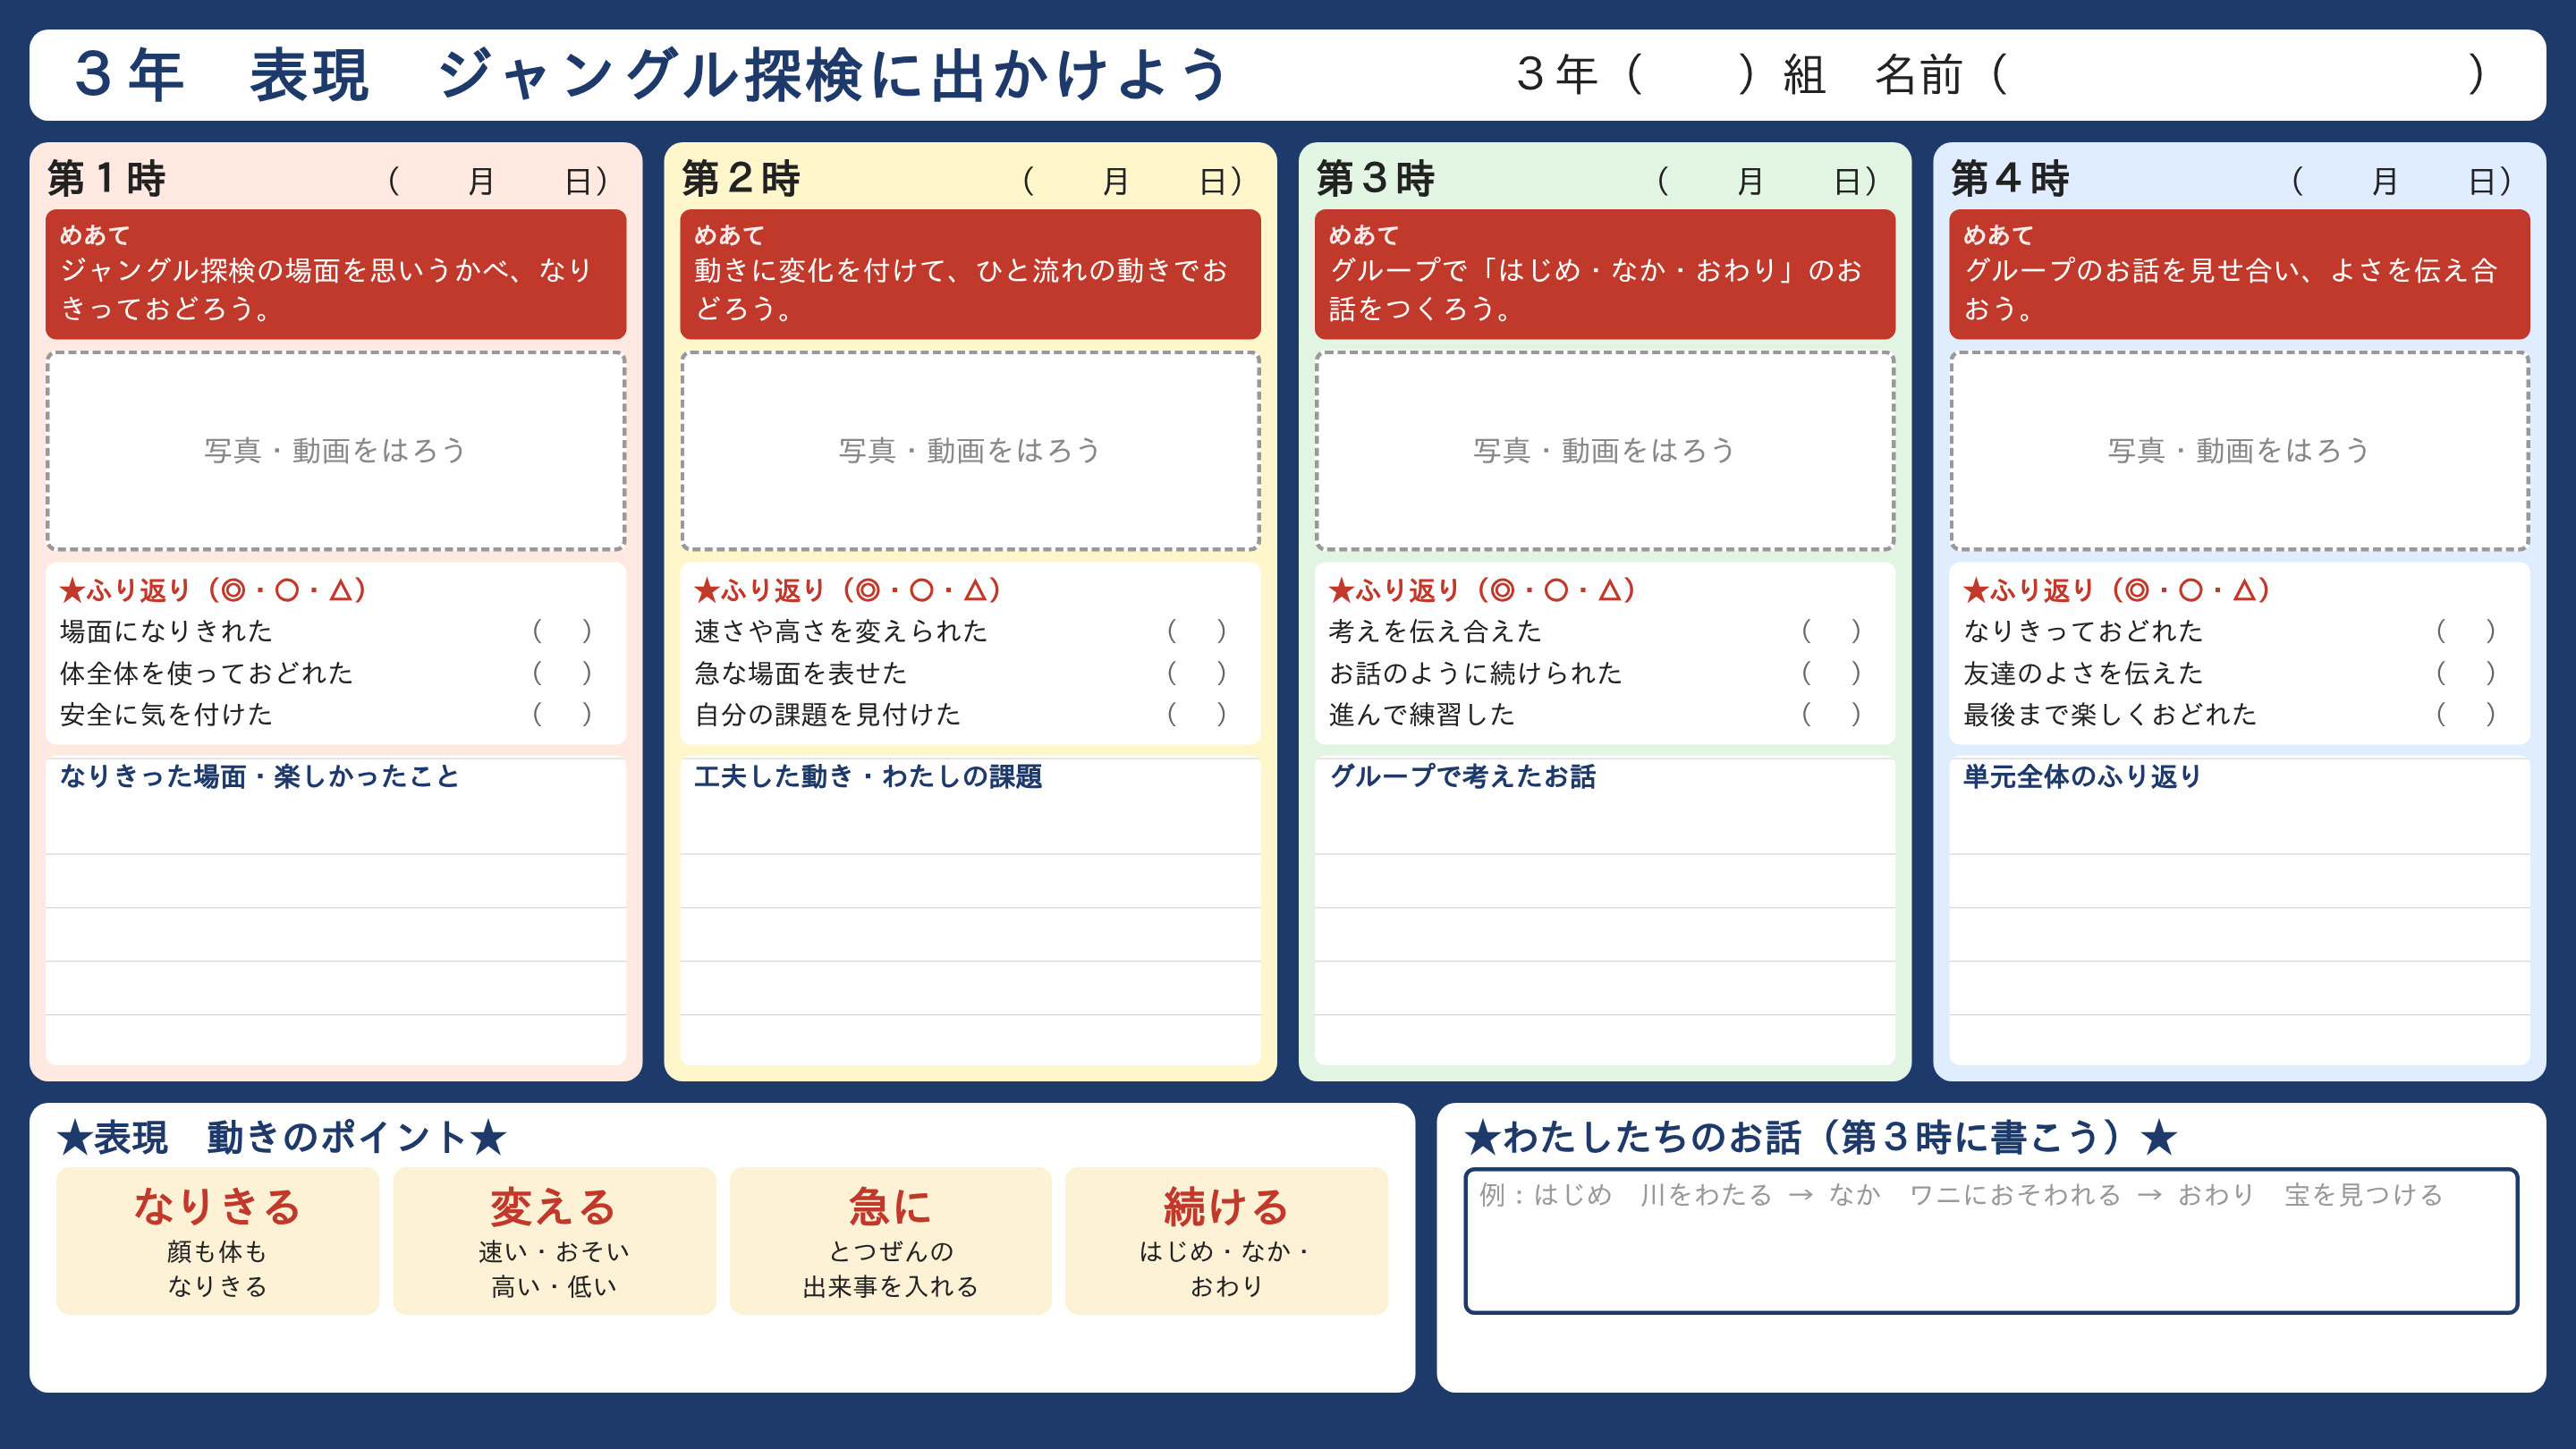 ３年　表現　ジャングル探検に出かけよう
３年（　　）組　名前（　　　　　　　　　）
第１時　（　　月　　日）
めあて
ジャングル探検の場面を思いうかべ、なり
きっておどろう。
写真・動画をはろう
★ふり返り（◎・○・△）
場面になりきれた　（　）
体全体を使っておどれた　（　）
安全に気を付けた　（　）
なりきった場面・楽しかったこと
第２時　（　　月　　日）
めあて
動きに変化を付けて、ひと流れの動きでお
どろう。
写真・動画をはろう
★ふり返り（◎・○・△）
速さや高さを変えられた　（　）
急な場面を表せた　（　）
自分の課題を見付けた　（　）
工夫した動き・わたしの課題
第３時　（　　月　　日）
めあて
グループで「はじめ・なか・おわり」のお
話をつくろう。
写真・動画をはろう
★ふり返り（◎・○・△）
考えを伝え合えた　（　）
お話のように続けられた　（　）
進んで練習した　（　）
グループで考えたお話
第４時　（　　月　　日）
めあて
グループのお話を見せ合い、よさを伝え合
おう。
写真・動画をはろう
★ふり返り（◎・○・△）
なりきっておどれた　（　）
友達のよさを伝えた　（　）
最後まで楽しくおどれた　（　）
単元全体のふり返り
★表現　動きのポイント★
なりきる
顔も体も
なりきる
変える
速い・おそい
高い・低い
急に
とつぜんの
出来事を入れる
続ける
はじめ・なか・
おわり
★わたしたちのお話（第３時に書こう）★
例：はじめ　川をわたる → なか　ワニにおそわれる → おわり　宝を見つける